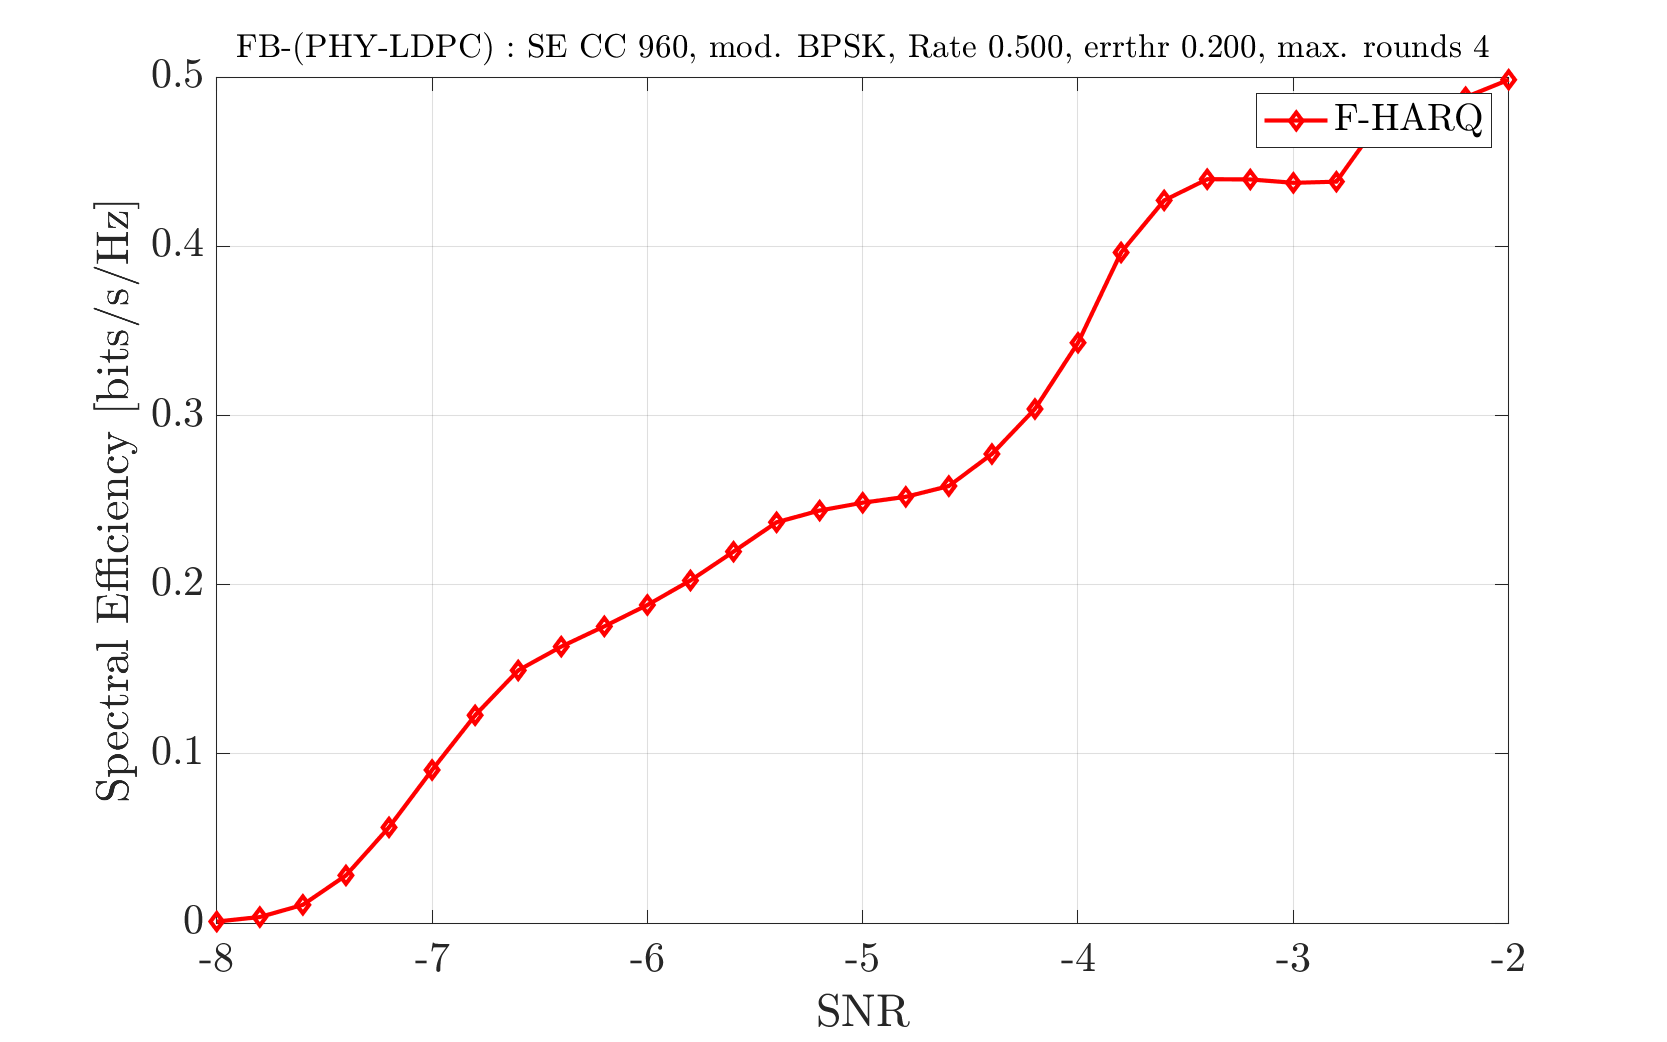 FB-(PHY-LDPC) : SE CC 960, mod. BPSK, Rate 0.500, errthr 0.200, max. rounds 4
F-HARQ
Spectral Efficiency [bits/s/Hz]
0.5
0.4
0.3
0.2
0.1
0
-8 -7 -6 -5 -4 -3 -2
SNR